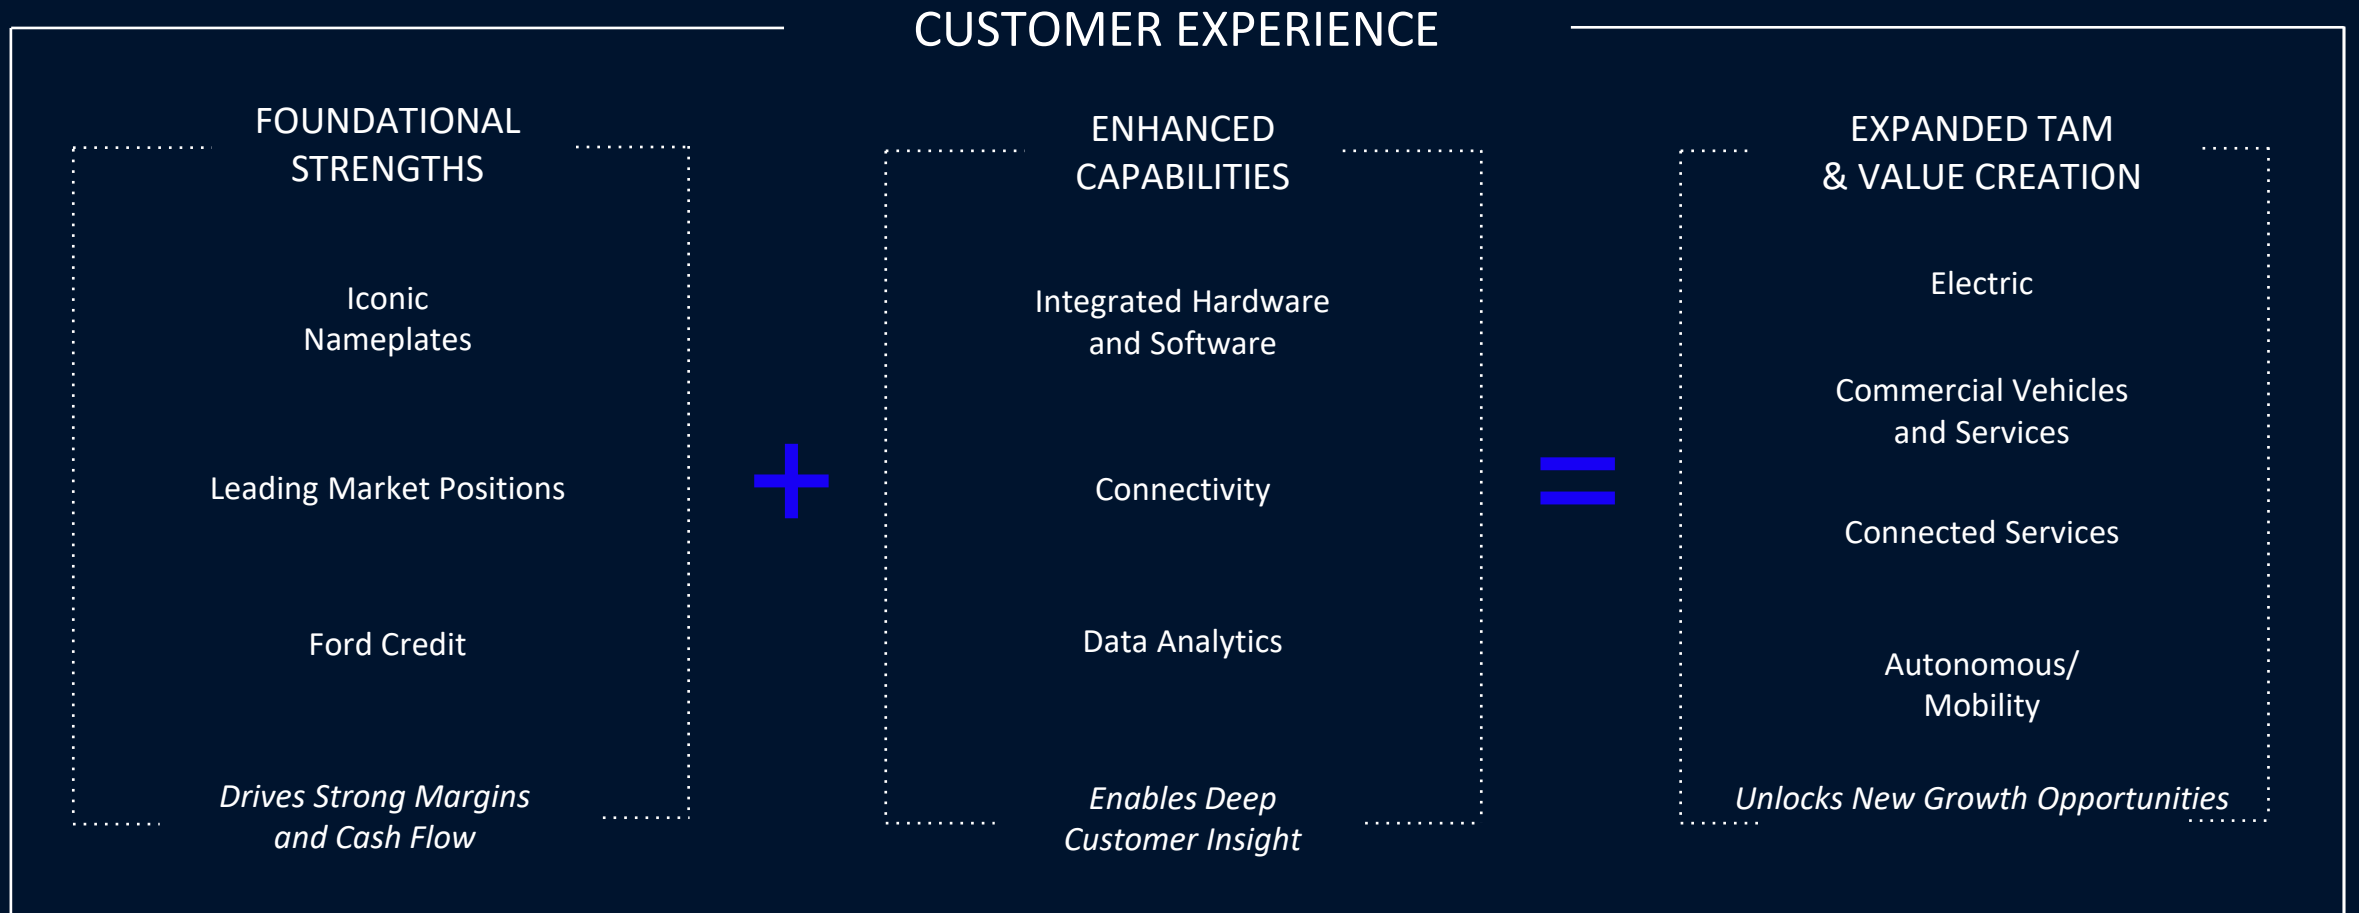 CUSTOMER EXPERIENCE
FOUNDATIONAL
STRENGTHS
Iconic
Nameplates
Leading Market Positions
Ford Credit
Drives Strong Margins
and Cash Flow
+
ENHANCED
CAPABILITIES
Integrated Hardware
and Software
Connectivity
Data Analytics
Enables Deep
Customer Insight
=
EXPANDED TAM
& VALUE CREATION
Electric
Commercial Vehicles
and Services
Connected Services
Autonomous/
Mobility
Unlocks New Growth Opportunities